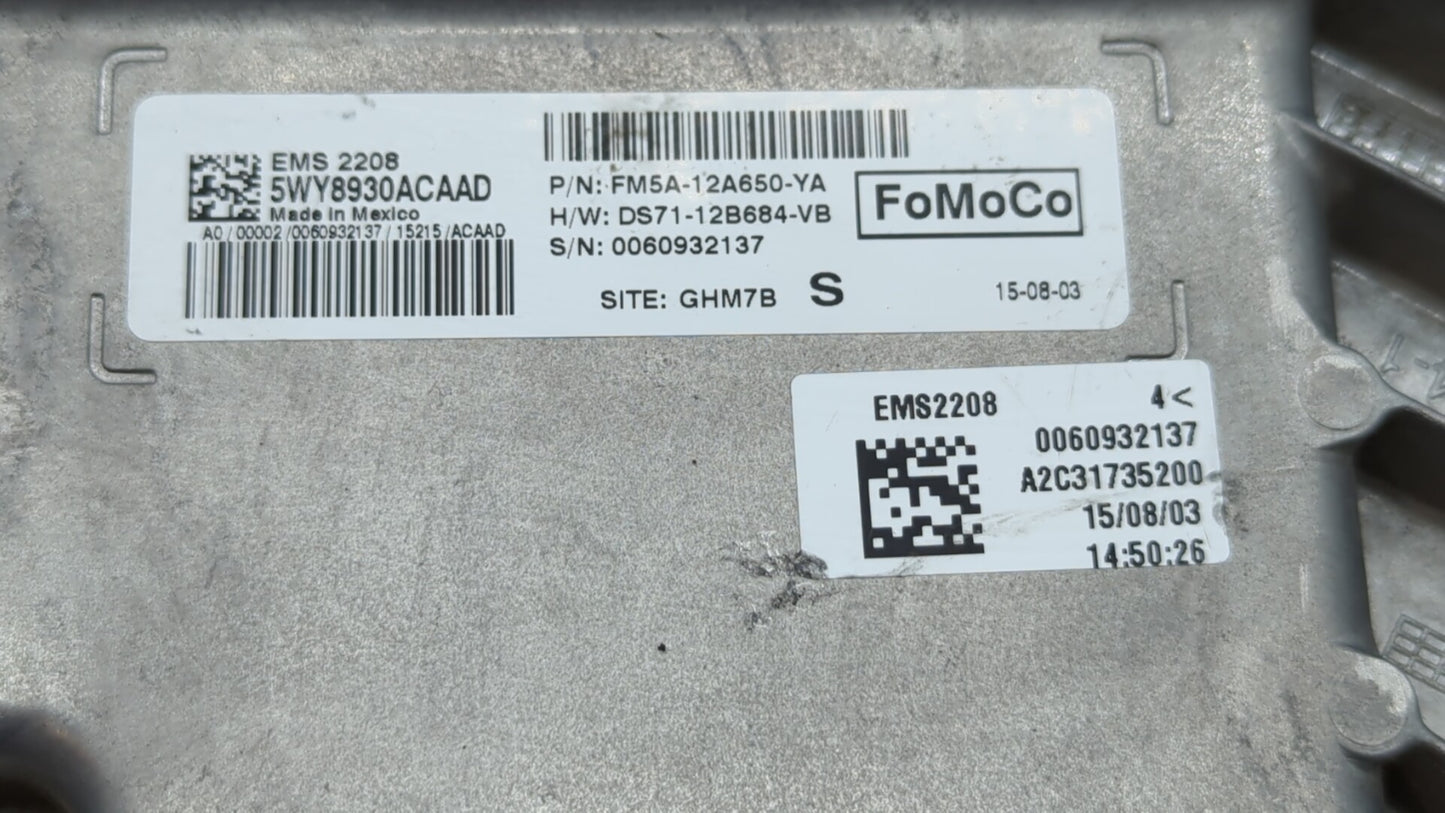 EMS 2208
5WY8930ACAAD
Made in Mexico
A0/00002/0060932137/15215/ACAAD
P/N: FM5A-12A650-YA
H/W: DS71-12B684-VB
S/N: 0060932137
FoMoCo
SITE: GHM7B S
15-08-03
EMS2208 4<
0060932137
A2C31735200
15/08/03
14:50:26